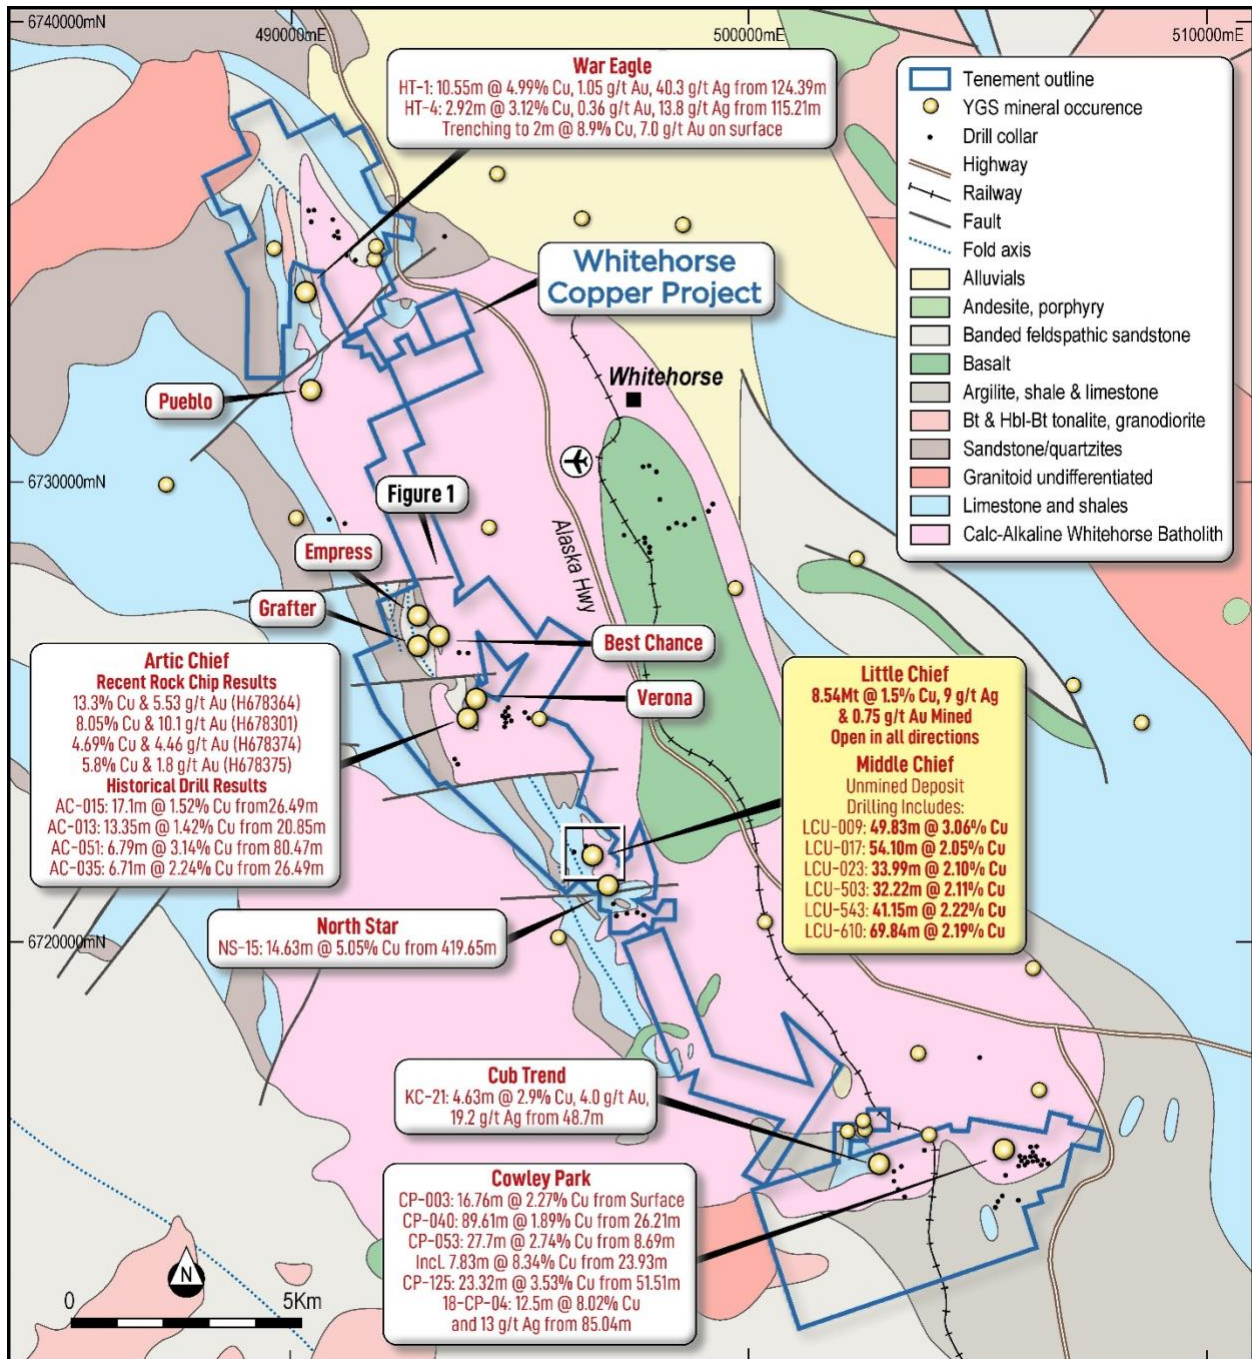 6740000mN
490000mE
500000mE
510000mE
War Eagle
HT-1: 10.55m @ 4.99% Cu, 1.05 g/t Au, 40.3 g/t Ag from 124.39m
HT-4: 2.92m @ 3.12% Cu, 0.36 g/t Au, 13.8 g/t Ag from 115.21m
Trenching to 2m @ 8.9% Cu, 7.0 g/t Au on surface
Tenement outline
YGS mineral occurence
Drill collar
Highway
Railway
Fault
Fold axis
Alluvials
Andesite, porphyry
Banded feldspathic sandstone
Basalt
Argilite, shale & limestone
Bt & Hbl-Bt tonalite, granodiorite
Sandstone/quartzites
Granitoid undifferentiated
Limestone and shales
Calc-Alkaline Whitehorse Batholith
Whitehorse
Copper Project
Whitehorse
Pueblo
6730000mN
Figure 1
Empress
Grafter
Alaska Hwy
Best Chance
Verona
Artic Chief
Recent Rock Chip Results
13.3% Cu & 5.53 g/t Au (H678364)
8.05% Cu & 10.1 g/t Au (H678301)
4.69% Cu & 4.46 g/t Au (H678374)
5.8% Cu & 1.8 g/t Au (H678375)
Historical Drill Results
AC-015: 17.1m @ 1.52% Cu from26.49m
AC-013: 13.35m @ 1.42% Cu from 20.85m
AC-051: 6.79m @ 3.14% Cu from 80.47m
AC-035: 6.71m @ 2.24% Cu from 26.49m
Little Chief
8.54Mt @ 1.5% Cu, 9 g/t Ag
& 0.75 g/t Au Mined
Open in all directions
Middle Chief
Unmined Deposit
Drilling Includes:
LCU-009: 49.83m @ 3.06% Cu
LCU-017: 54.10m @ 2.05% Cu
LCU-023: 33.99m @ 2.10% Cu
LCU-503: 32.22m @ 2.11% Cu
LCU-543: 41.15m @ 2.22% Cu
LCU-610: 69.84m @ 2.19% Cu
North Star
NS-15: 14.63m @ 5.05% Cu from 419.65m
6720000mN
Cub Trend
KC-21: 4.63m @ 2.9% Cu, 4.0 g/t Au,
19.2 g/t Ag from 48.7m
Cowley Park
CP-003: 16.76m @ 2.27% Cu from Surface
CP-040: 89.61m @ 1.89% Cu from 26.21m
CP-053: 27.7m @ 2.74% Cu from 8.69m
Incl. 7.83m @ 8.34% Cu from 23.93m
CP-125: 23.32m @ 3.53% Cu from 51.51m
18-CP-04: 12.5m @ 8.02% Cu
and 13 g/t Ag from 85.04m
N
0
5Km